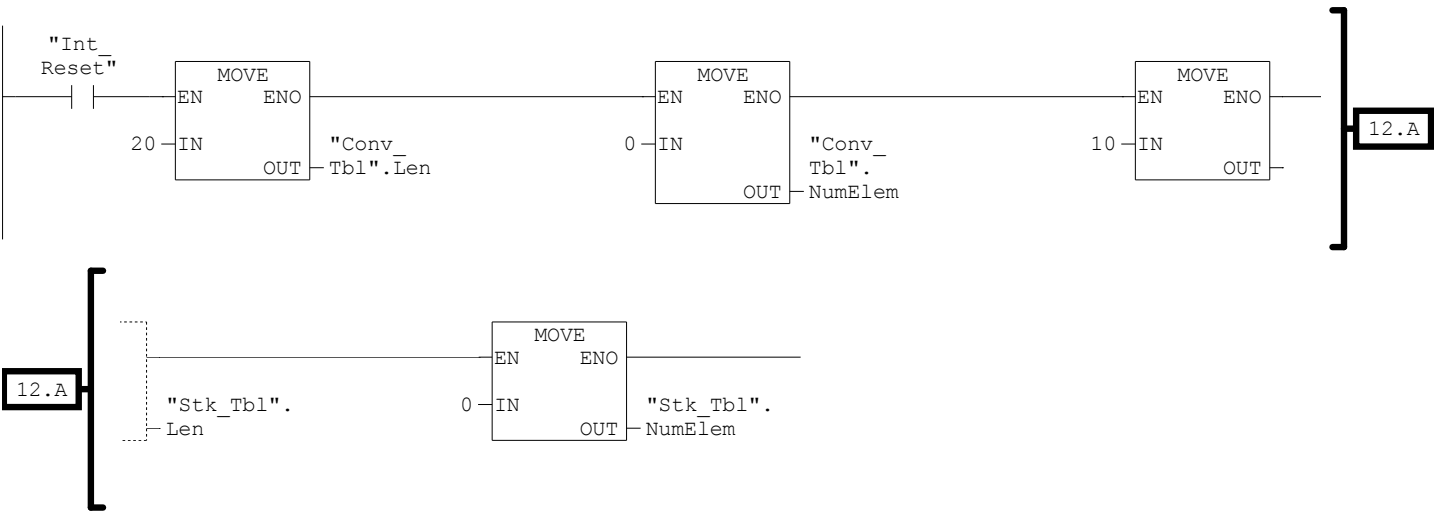 "Int_
Reset"
MOVE
EN ENO
20 IN
OUT
"Conv_
Tbl".Len
MOVE
EN ENO
0 IN
OUT
"Conv_
Tbl".
NumElem
MOVE
EN ENO
10 IN
OUT
12.A
12.A
"Stk_Tbl".
Len
MOVE
EN ENO
0 IN
OUT
"Stk_Tbl".
NumElem